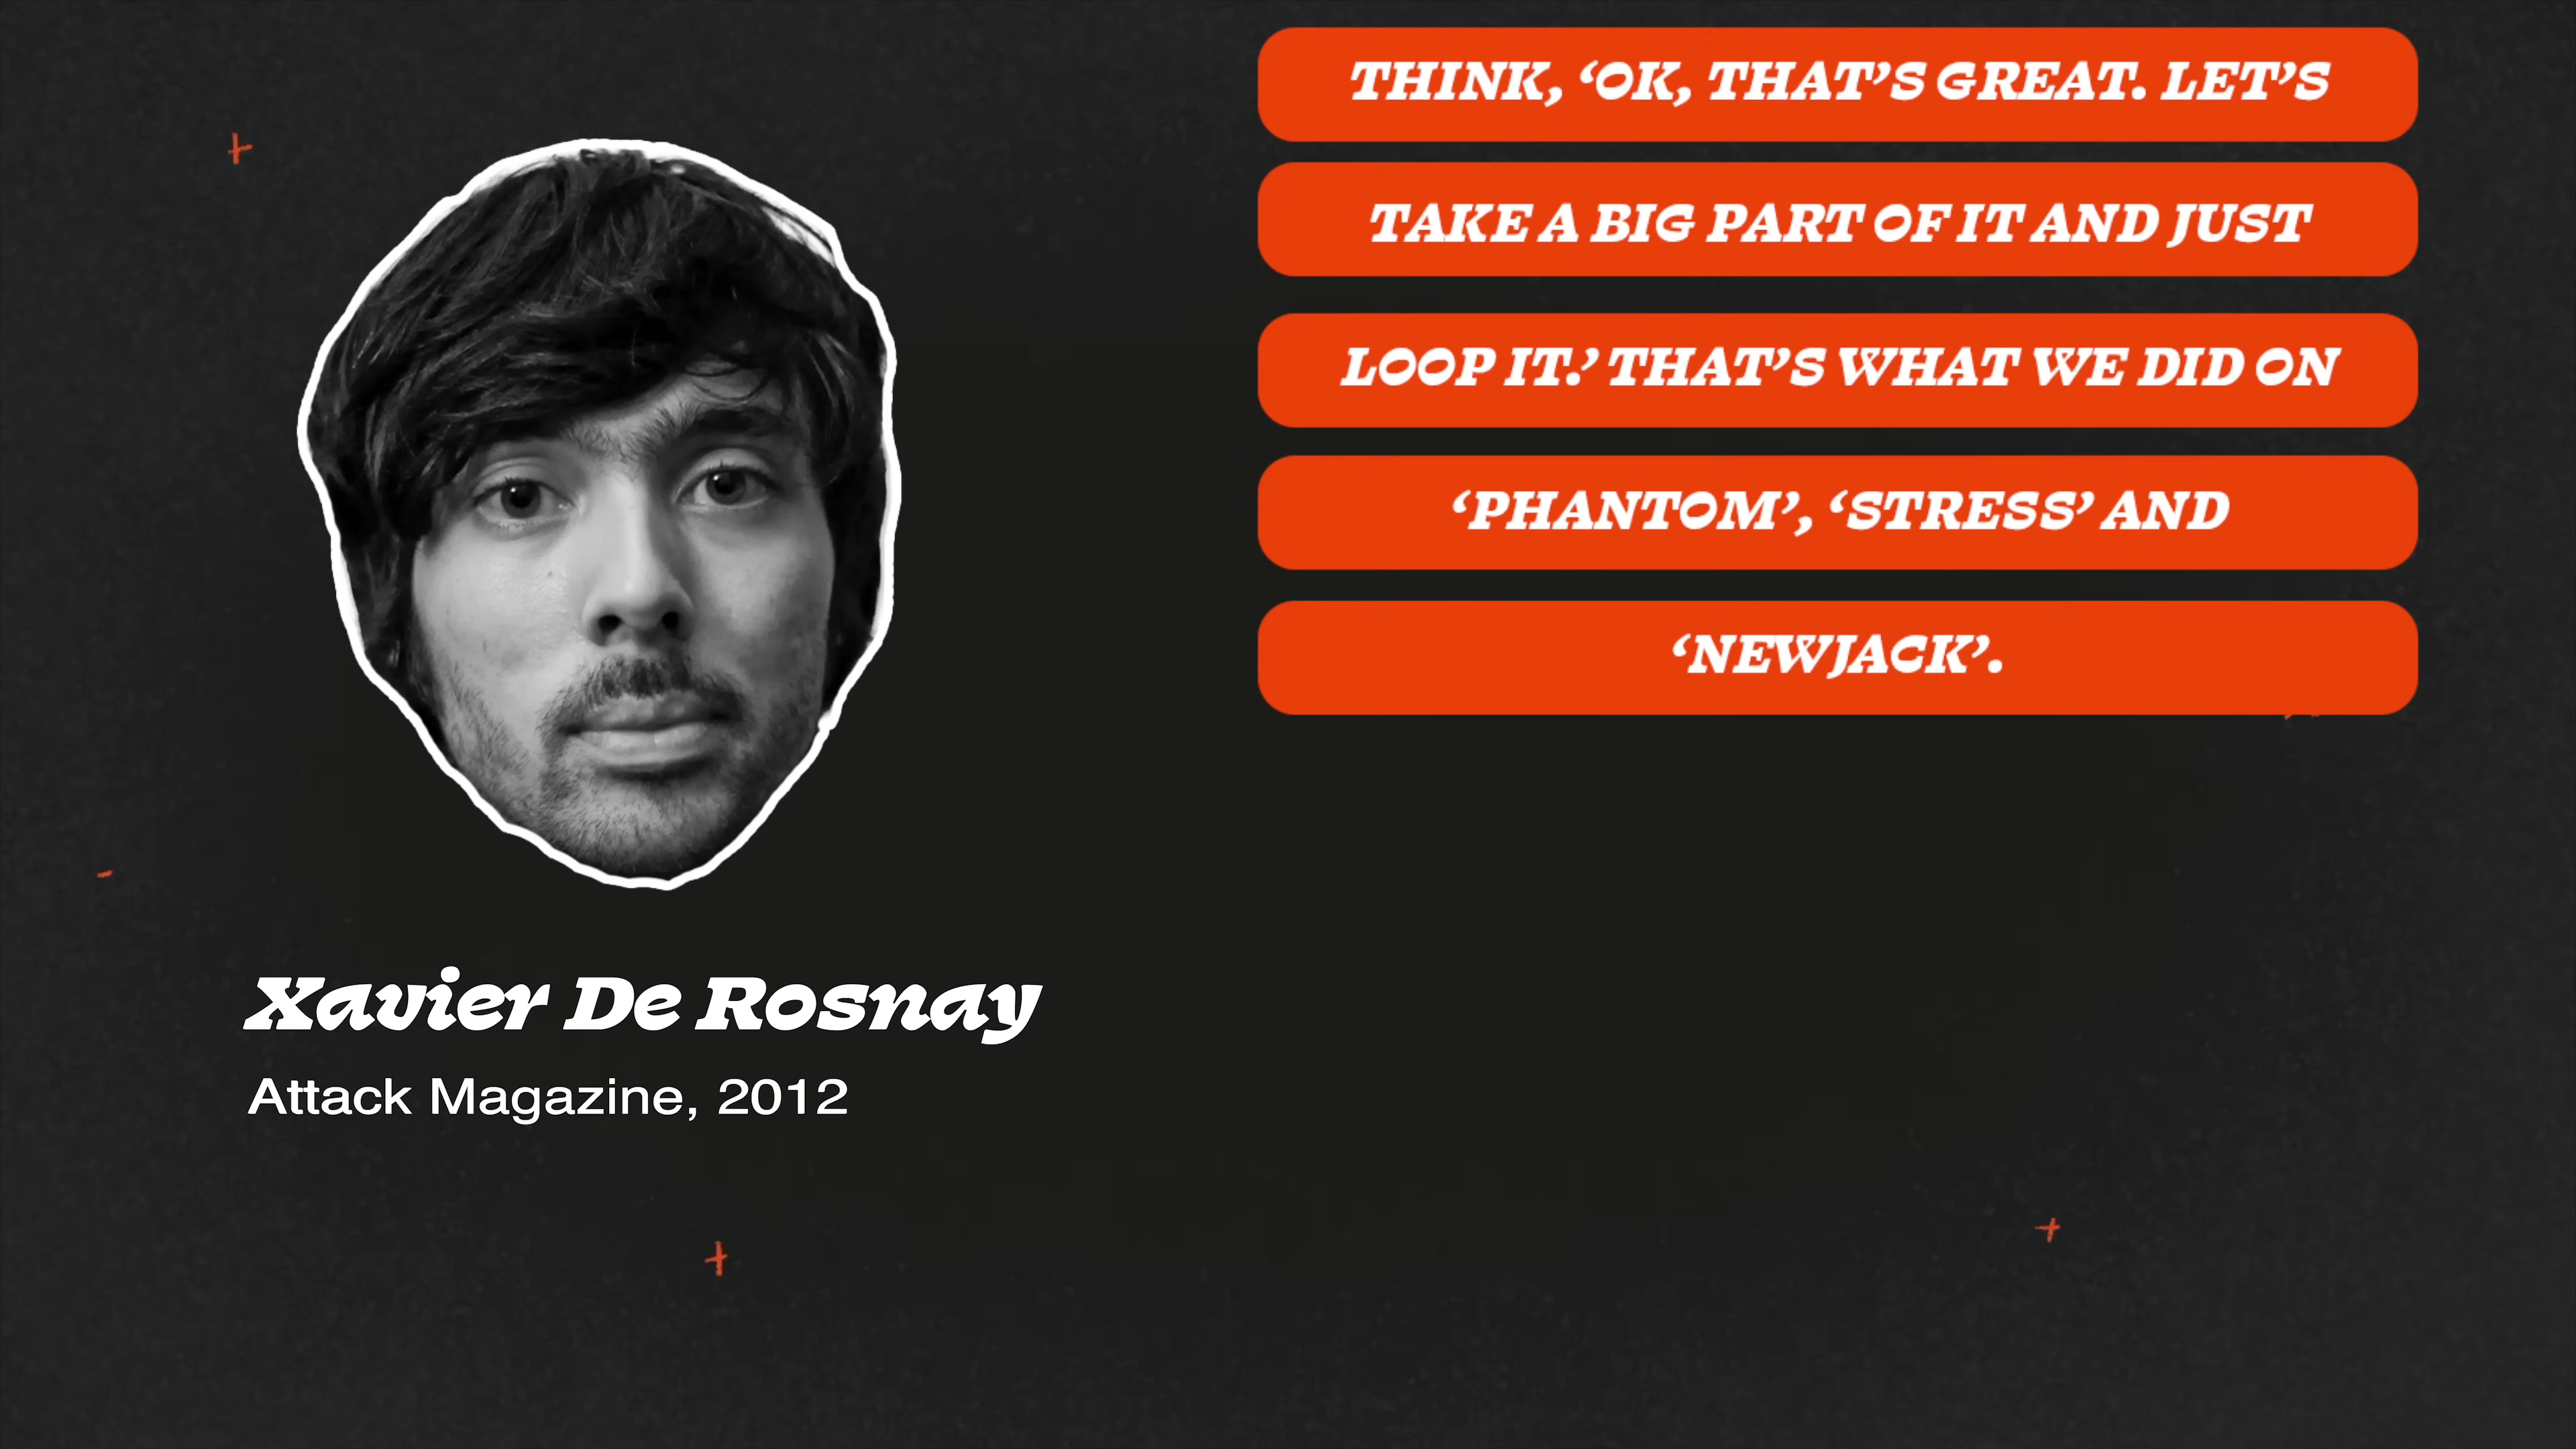 THINK, ‘OK, THAT’S GREAT. LET’S
TAKE A BIG PART OF IT AND JUST
LOOP IT.’ THAT’S WHAT WE DID ON
‘PHANTOM’, ‘STRESS’ AND
‘NEWJACK’.
Xavier De Rosnay
Attack Magazine, 2012